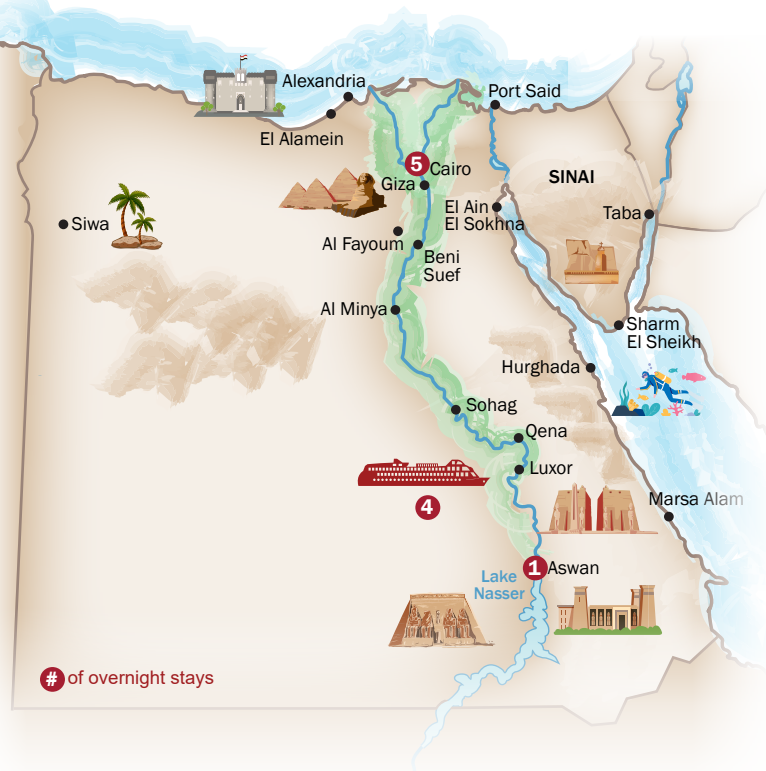 Alexandria
Port Said
El Alamein
5
Cairo
SINAI
Giza
El Ain
El Sokhna
Taba
Siwa
Al Fayoum
Beni
Suef
Al Minya
Sharm
El Sheikh
Hurghada
Sohag
Qena
Luxor
4
Marsa Alam
1
Aswan
Lake
Nasser
# of overnight stays